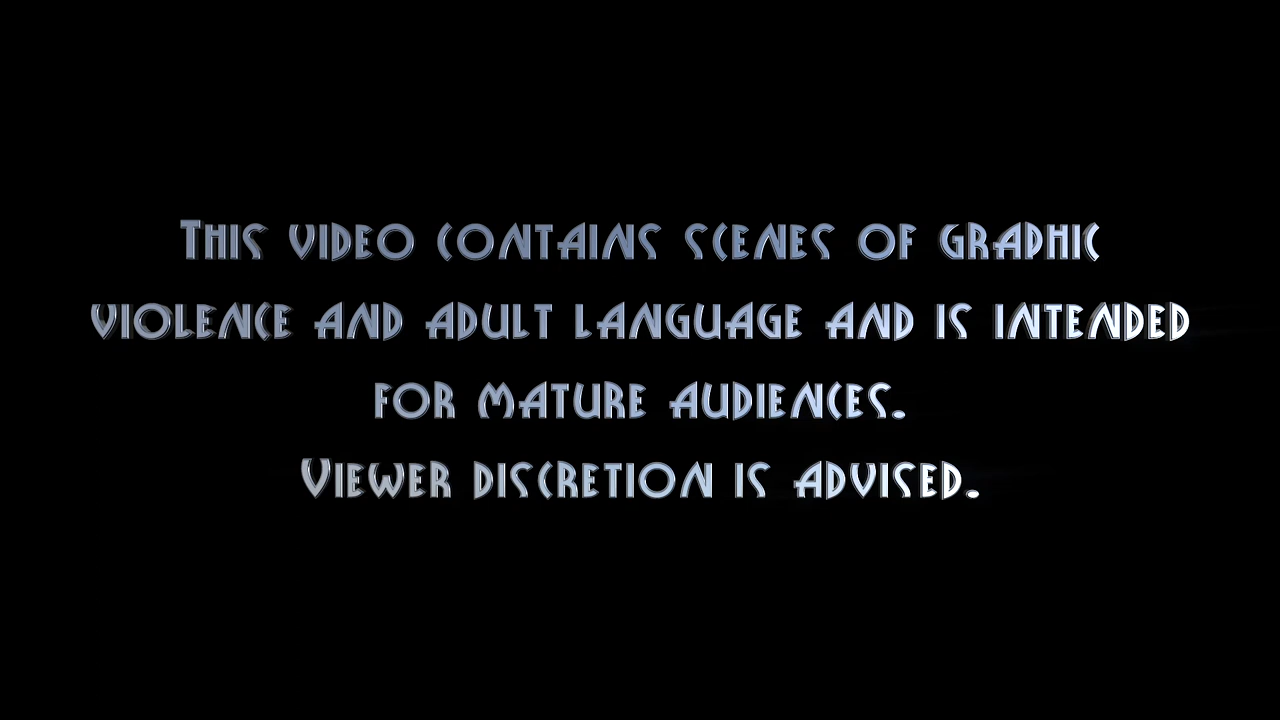 This video contains scenes of graphic
violence and adult language and is intended
for mature audiences.
Viewer discretion is advised.